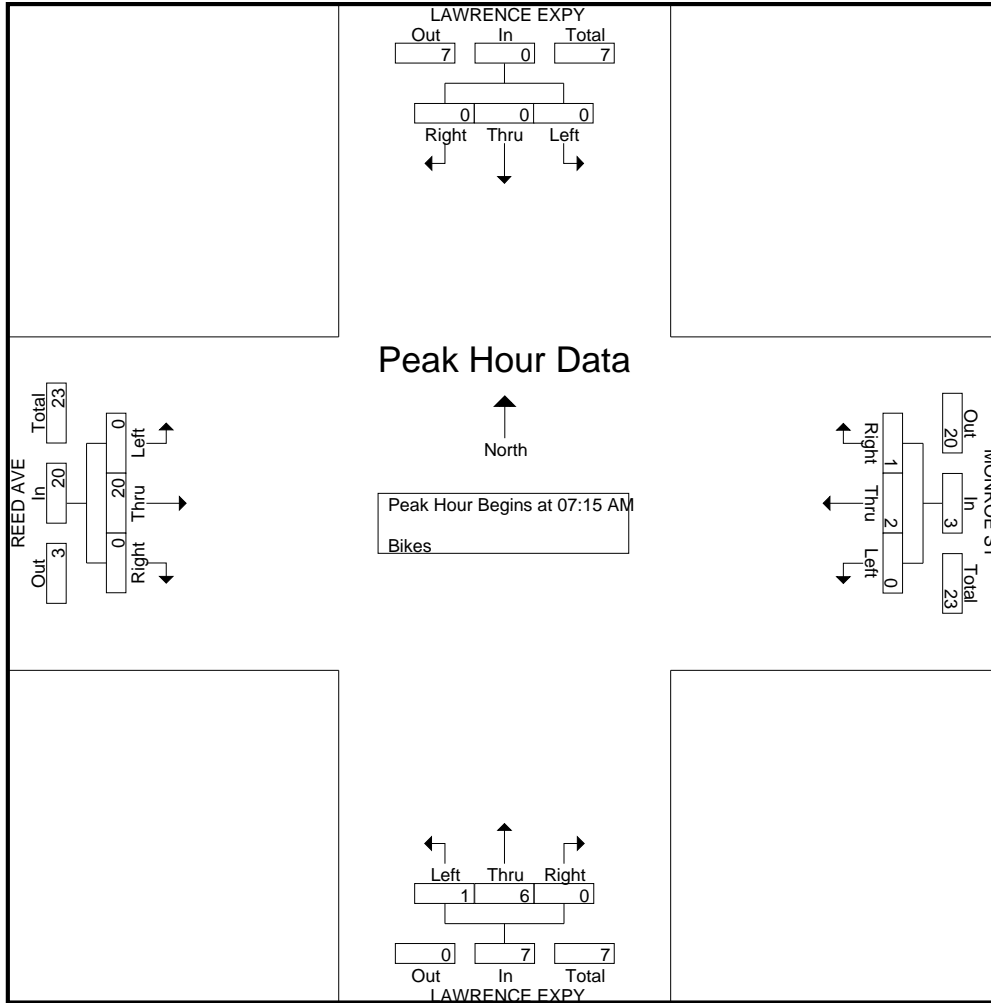 LAWRENCE EXPY
Out In Total
7 0 7
0 0 0
Right Thru Left
Peak Hour Data
North
Peak Hour Begins at 07:15 AM
Bikes
REED AVE
Out In Total
3 20 23
Right Thru Left
0 20 0
MONROE ST
Out In Total
20 3 23
Right Thru Left
1 2 0
Left Thru Right
1 6 0
0 7 7
Out In Total
LAWRENCE EXPY